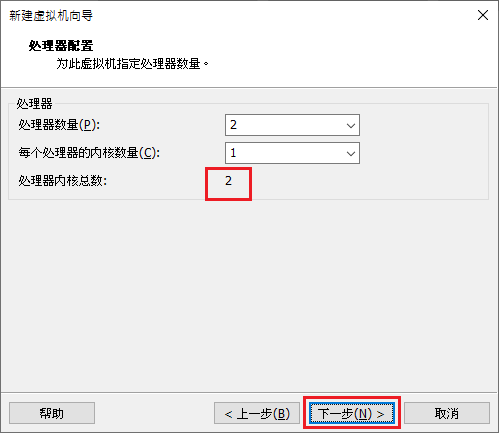 新建虚拟机向导
处理器配置
为此虚拟机指定处理器数量。
处理器
处理器数量(P): 2
每个处理器的内核数量(C): 1
处理器内核总数: 2
帮助 < 上一步(B) 下一步(N) > 取消